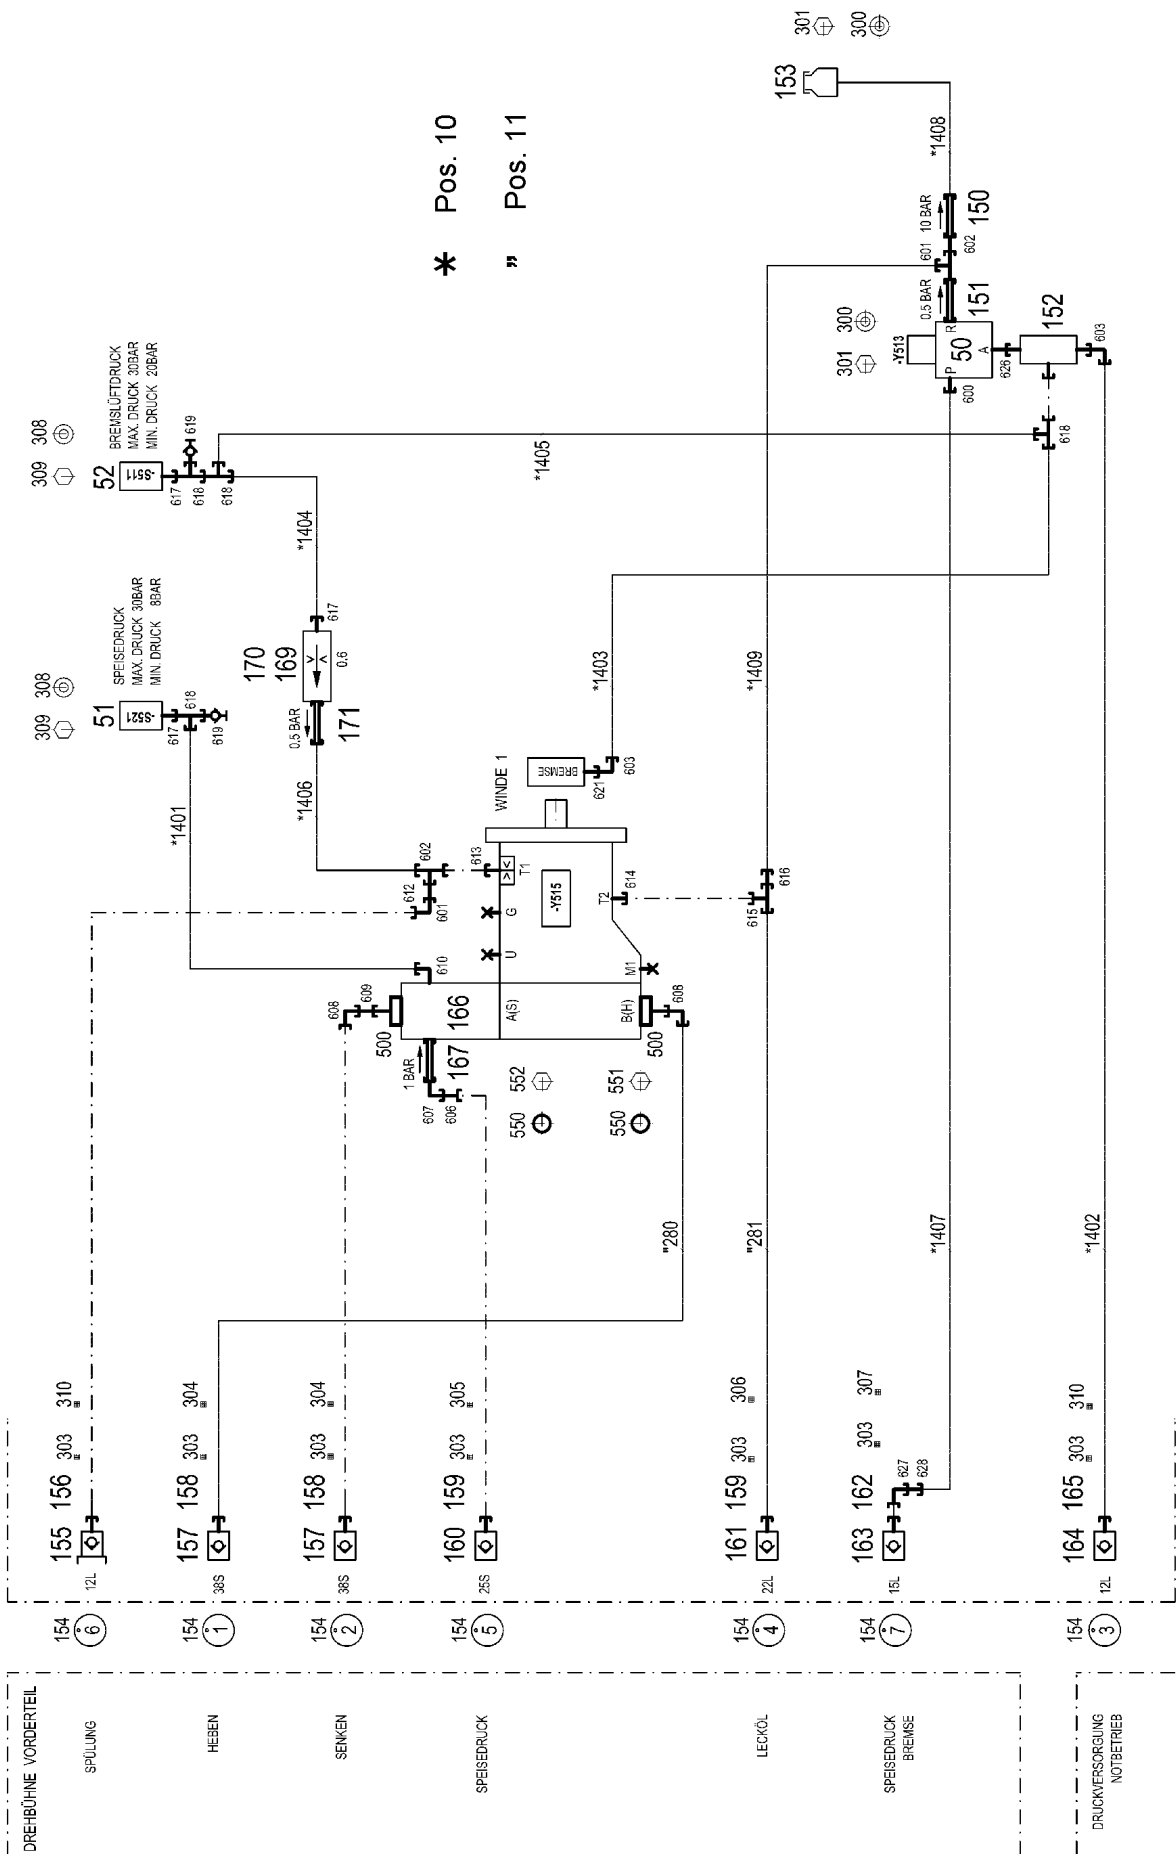 DREHBÜHNE VORDERTEIL
SPÜLUNG
HEBEN
SENKEN
SPEISEDRUCK
LECKÖL
SPEISEDRUCK
BREMSE
DRUCKVERSORGUNG
NOTBETRIEB
154
6
154
1
154
2
154
5
154
4
154
7
154
3
12L
38S
38S
25S
22L
15L
12L
155 156
303 310
157 158
303 304
157 158
303 304
160 159
303 305
161 159
303 306
163 162
303 307
627
628
164 165
303 310
"280
"281
*1407
*1402
1 BAR
607
606
167
166
500
608
609
610
A(S)
B(H)
500
608
550
552
550
551
U
G
T1
M1
T2
-Y515
601
612
602
613
614
615
616
WINDE 1
BREMSE
621
603
*1401
*1406
*1403
*1409
0.5 BAR
171
170
169
0.6
617
*1404
309
308
51
-S521
SPEISEDRUCK
MAX. DRUCK 30BAR
MIN. DRUCK 8BAR
617
618
619
309
308
52
-S511
BREMSLÜFTDRUCK
MAX. DRUCK 30BAR
MIN. DRUCK 20BAR
617
618
618
619
*1405
* Pos. 10
" Pos. 11
301
300
-Y513
50
P
R
A
600
626
618
152
603
0.5 BAR
151
601
602
10 BAR
150
*1408
153
301
300